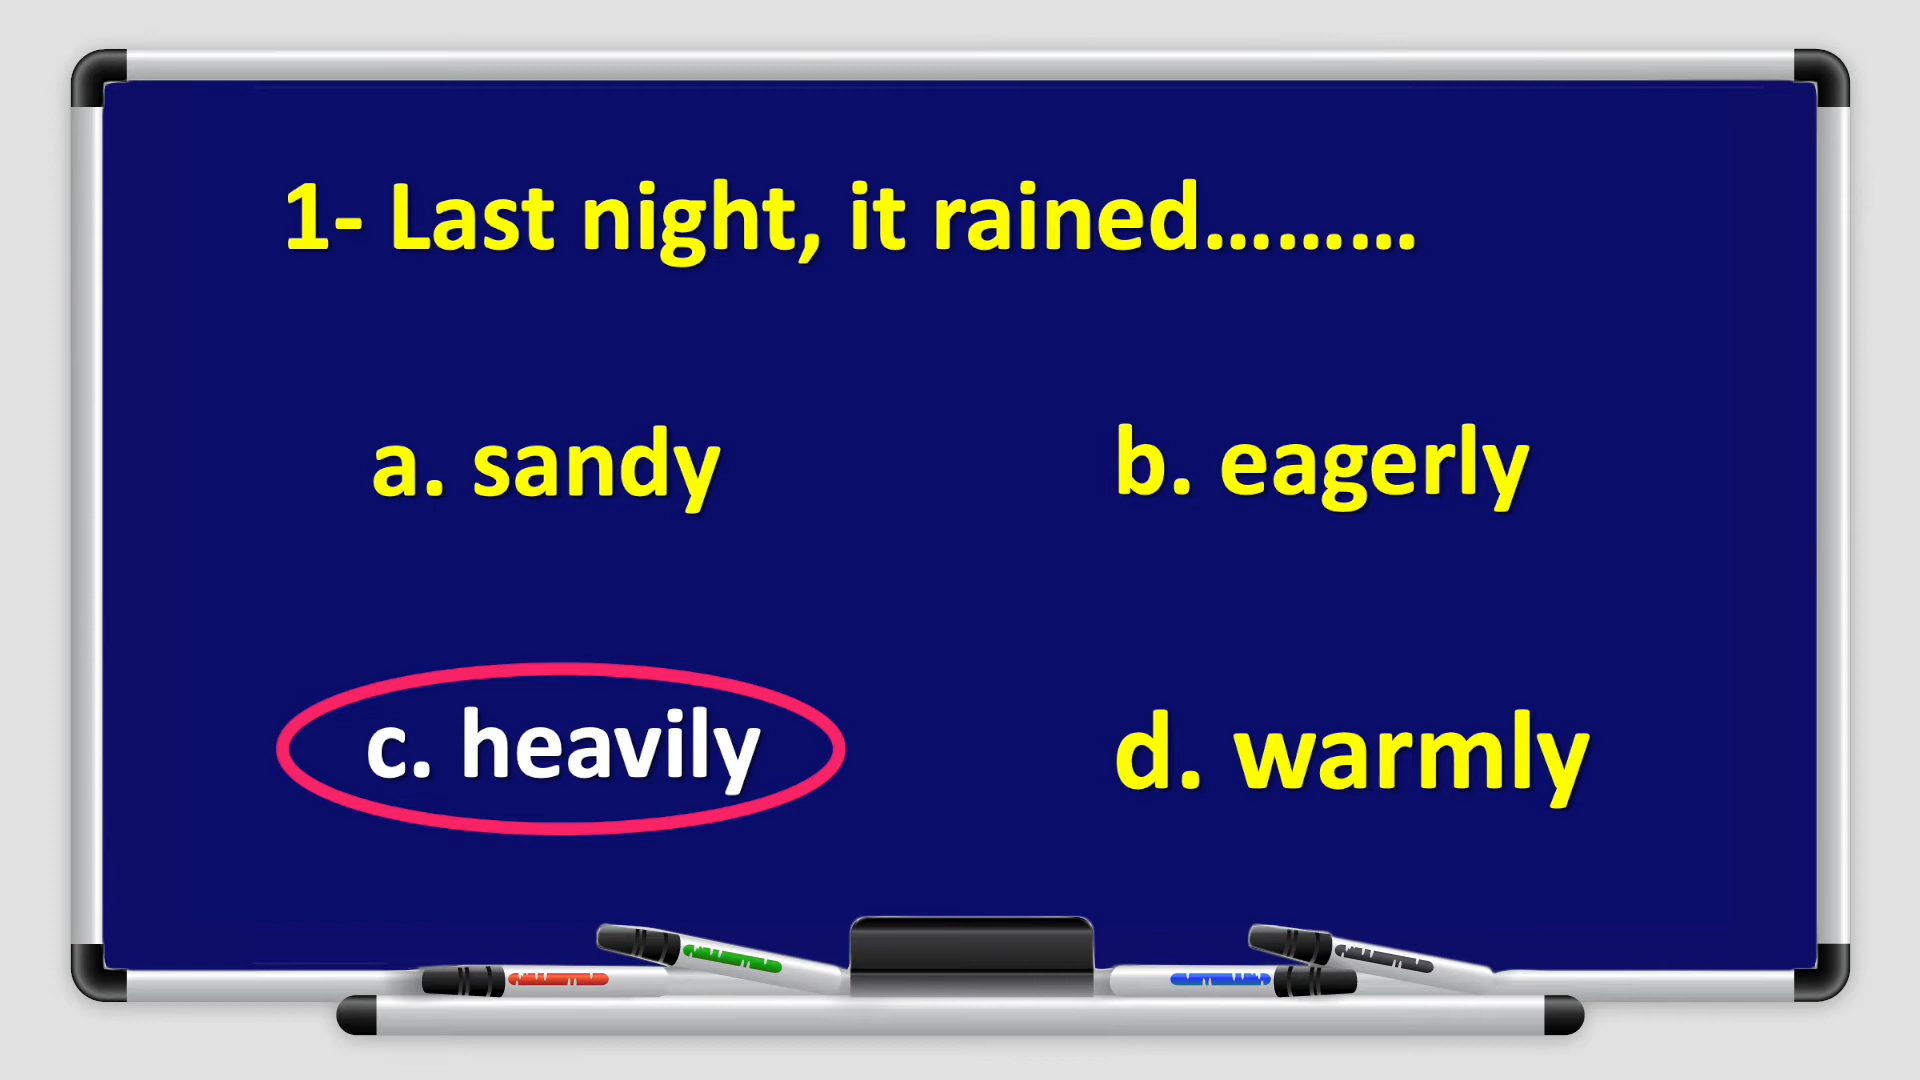 1- Last night, it rained.........
a. sandy
b. eagerly
c. heavily
d. warmly